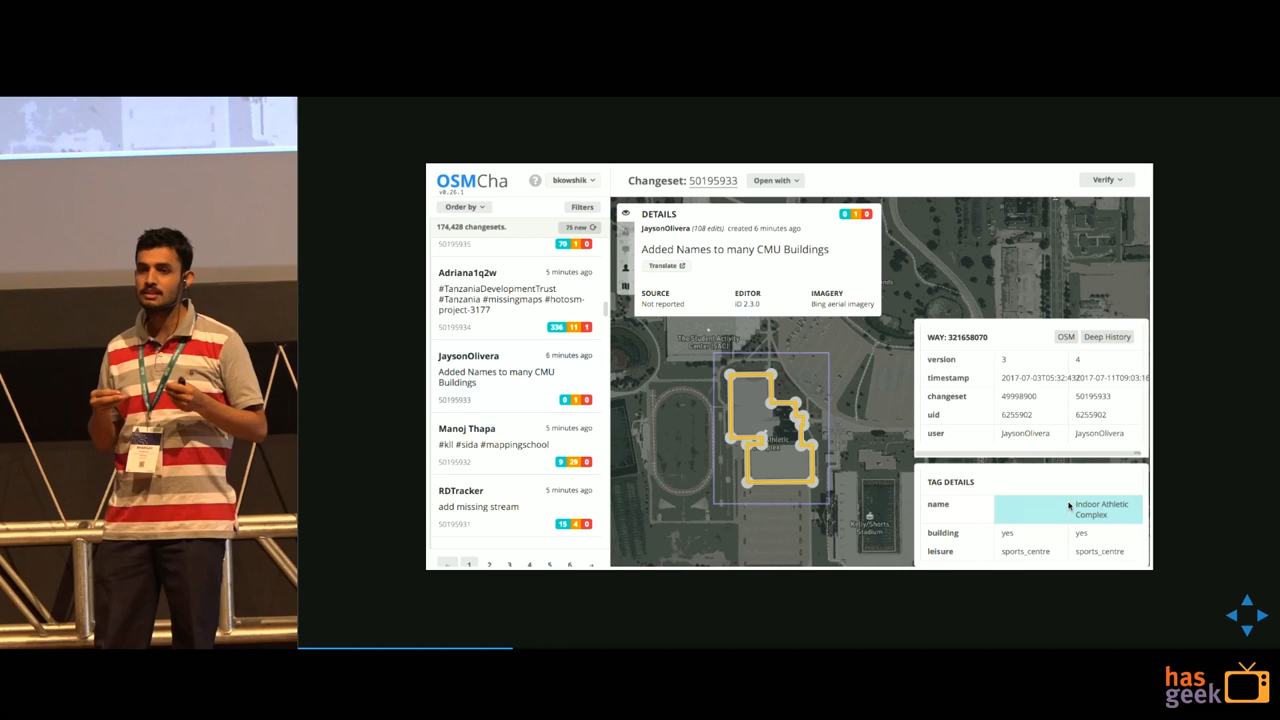 OSMCha
v0.26.1
?
bkowshik
Order by
Filters
174,428 changesets.
75 new
50195935
70 1 0
Adriana1q2w
5 minutes ago
#TanzaniaDevelopmentTrust
#Tanzania #missingmaps #hotosm-
project-3177
50195934
336 11 1
JaysonOlivera
6 minutes ago
Added Names to many CMU
Buildings
50195933
0 1 0
Manoj Thapa
5 minutes ago
#kll #sida #mappingschool
50195932
9 29 0
RDTracker
5 minutes ago
add missing stream
50195931
15 4 0
1 2 3 4 5 6
Changeset: 50195933
Open with
Verify
DETAILS
0 1 0
JaysonOlivera (108 edits) created 6 minutes ago
Added Names to many CMU Buildings
Translate
SOURCE EDITOR IMAGERY
Not reported iD 2.3.0 Bing aerial imagery
The Student Activity
Center (SAC)
Kelly/Shorts
Stadium
WAY: 321658070
OSM
Deep History
version 3 4
timestamp 2017-07-03T05:32:43 2017-07-11T09:03:16
changeset 49998900 50195933
uid 6255902 6255902
user JaysonOlivera JaysonOlivera
TAG DETAILS
name Indoor Athletic
Complex
building yes yes
leisure sports_centre sports_centre
has
geek